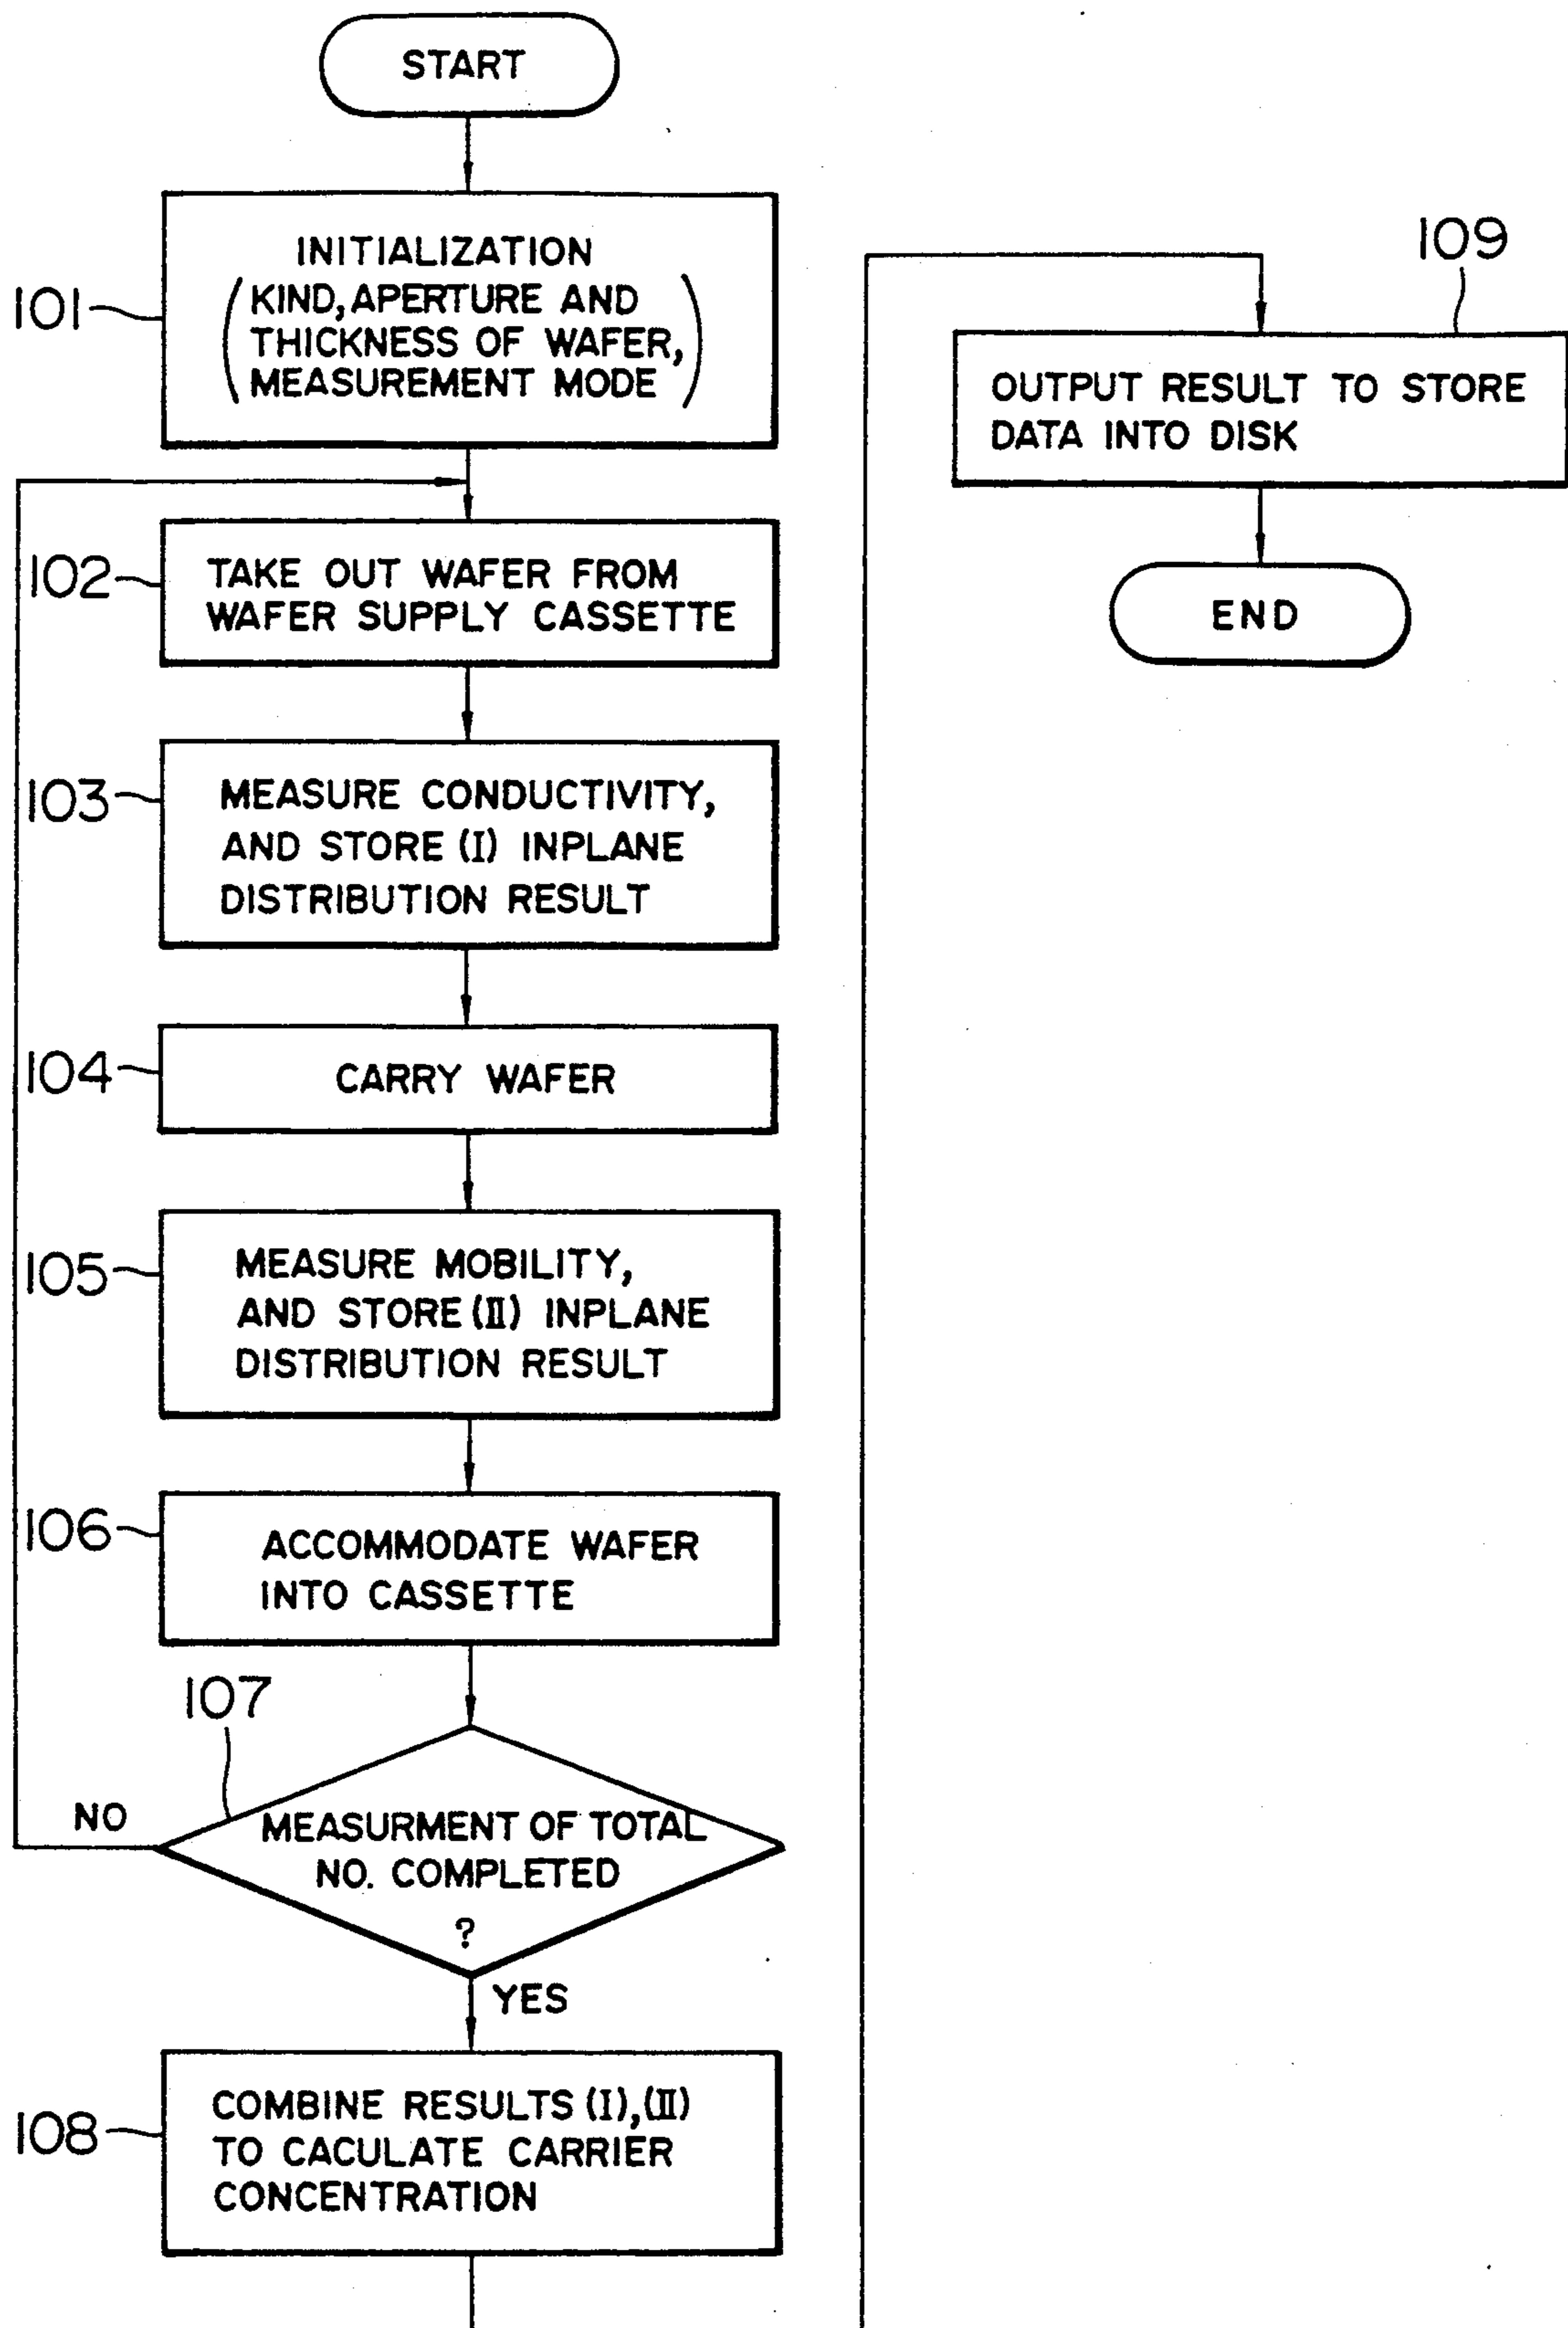 START
INITIALIZATION
(KIND, APERTURE AND
THICKNESS OF WAFER,
MEASUREMENT MODE)
101
102
TAKE OUT WAFER FROM
WAFER SUPPLY CASSETTE
103
MEASURE CONDUCTIVITY,
AND STORE (I) INPLANE
DISTRIBUTION RESULT
104
CARRY WAFER
105
MEASURE MOBILITY,
AND STORE (II) INPLANE
DISTRIBUTION RESULT
106
ACCOMMODATE WAFER
INTO CASSETTE
107
NO
MEASURMENT OF TOTAL
NO. COMPLETED
?
YES
108
COMBINE RESULTS (I),(II)
TO CACULATE CARRIER
CONCENTRATION
109
OUTPUT RESULT TO STORE
DATA INTO DISK
END